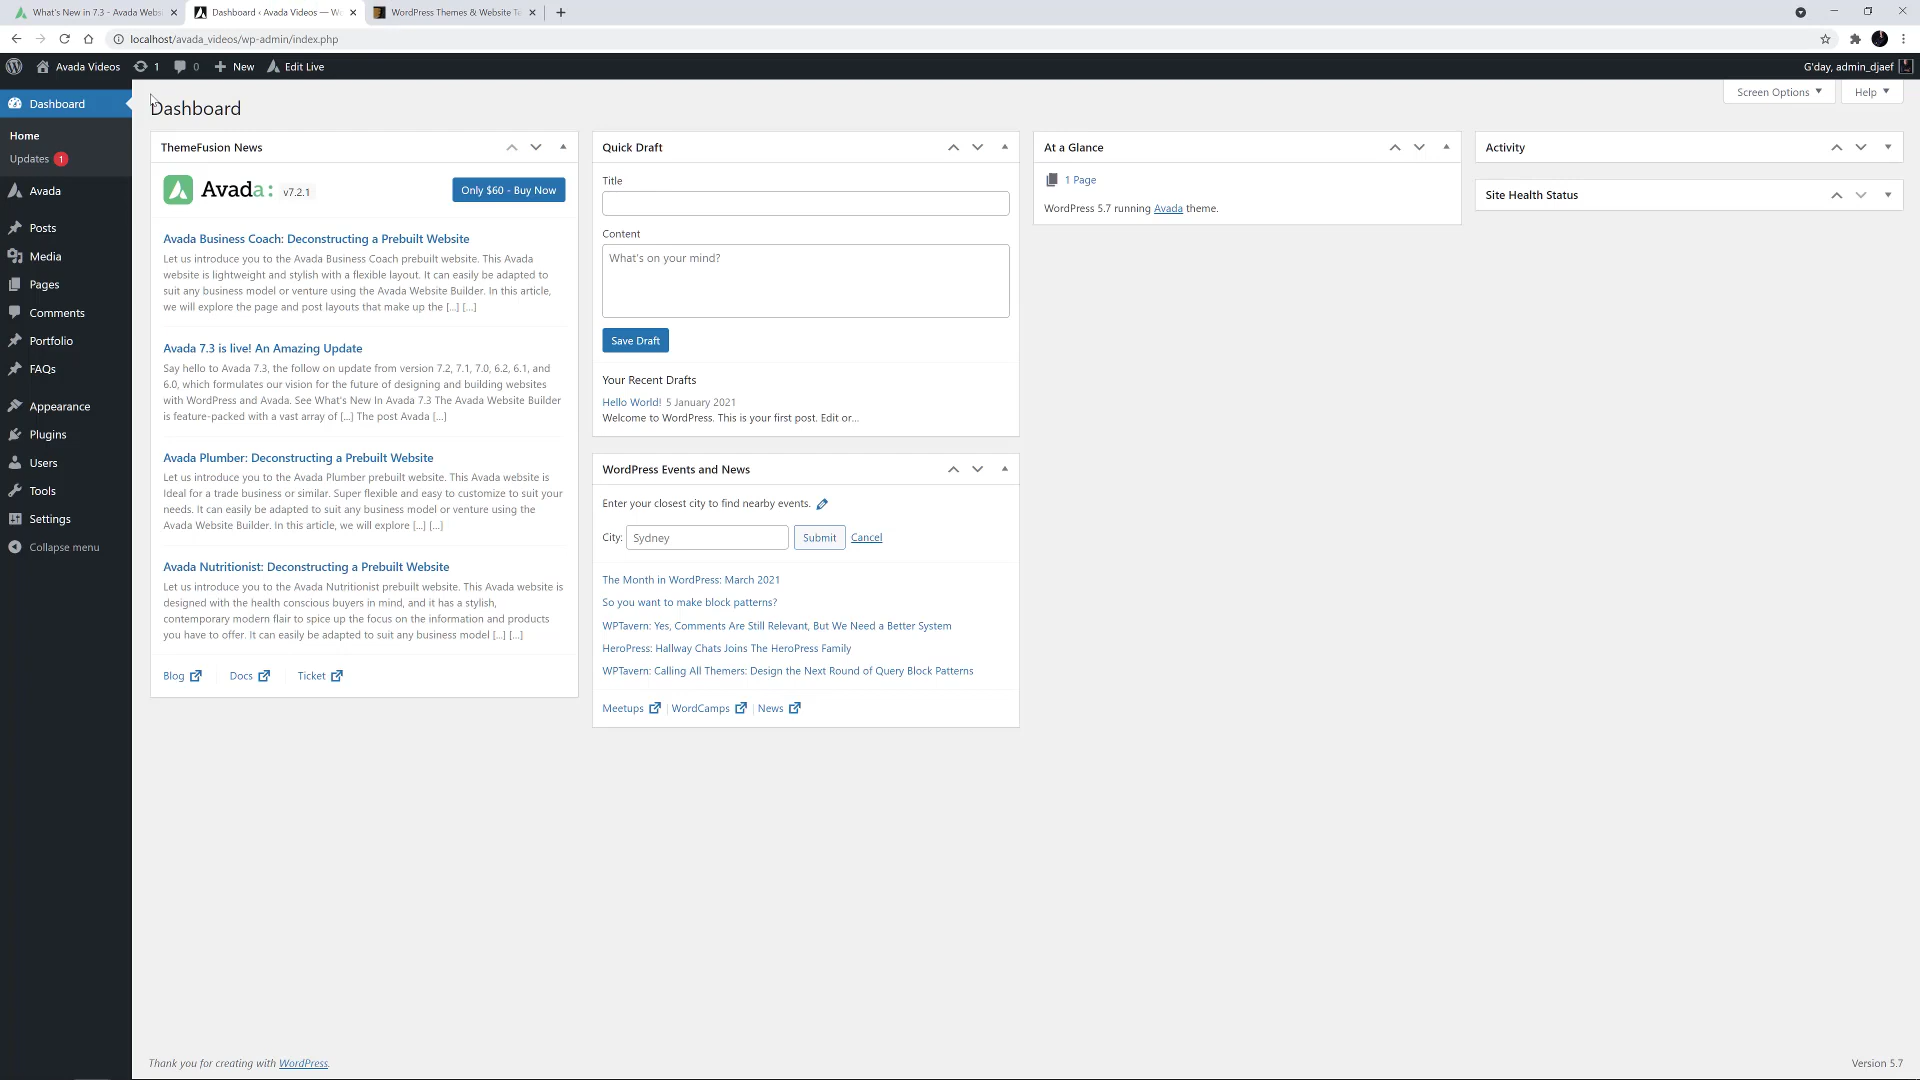 What's New in 7.3 - Avada Webs
Dashboard ‹ Avada Videos — W
WordPress Themes & Website Te
localhost/avada_videos/wp-admin/index.php
Avada Videos 1 0 New Edit Live
G'day, admin_djaef
Dashboard
Home
Updates 1
Avada
Posts
Media
Pages
Comments
Portfolio
FAQs
Appearance
Plugins
Users
Tools
Settings
Collapse menu
Dashboard
Screen Options
Help
ThemeFusion News
Avada: v7.2.1
Only $60 - Buy Now
Avada Business Coach: Deconstructing a Prebuilt Website
Let us introduce you to the Avada Business Coach prebuilt website. This Avada
website is lightweight and stylish with a flexible layout. It can easily be adapted to
suit any business model or venture using the Avada Website Builder. In this article,
we will explore the page and post layouts that make up the [...] [...]
Avada 7.3 is live! An Amazing Update
Say hello to Avada 7.3, the follow on update from version 7.2, 7.1, 7.0, 6.2, 6.1, and
6.0, which formulates our vision for the future of designing and building websites
with WordPress and Avada. See What's New In Avada 7.3 The Avada Website Builder
is feature-packed with a vast array of [...] The post Avada [...]
Avada Plumber: Deconstructing a Prebuilt Website
Let us introduce you to the Avada Plumber prebuilt website. This Avada website is
Ideal for a trade business or similar. Super flexible and easy to customize to suit your
needs. It can easily be adapted to suit any business model or venture using the
Avada Website Builder. In this article, we will explore [...] [...]
Avada Nutritionist: Deconstructing a Prebuilt Website
Let us introduce you to the Avada Nutritionist prebuilt website. This Avada website is
designed with the health conscious buyers in mind, and it has a stylish,
contemporary modern flair to spice up the focus on the information and products
you have to offer. It can easily be adapted to suit any business model [...] [...]
Blog Docs Ticket
Quick Draft
Title
Content
What's on your mind?
Save Draft
Your Recent Drafts
Hello World! 5 January 2021
Welcome to WordPress. This is your first post. Edit or...
WordPress Events and News
Enter your closest city to find nearby events.
City: Sydney Submit Cancel
The Month in WordPress: March 2021
So you want to make block patterns?
WPTavern: Yes, Comments Are Still Relevant, But We Need a Better System
HeroPress: Hallway Chats Joins The HeroPress Family
WPTavern: Calling All Themers: Design the Next Round of Query Block Patterns
Meetups | WordCamps | News
At a Glance
1 Page
WordPress 5.7 running Avada theme.
Activity
Site Health Status
Thank you for creating with WordPress.
Version 5.7